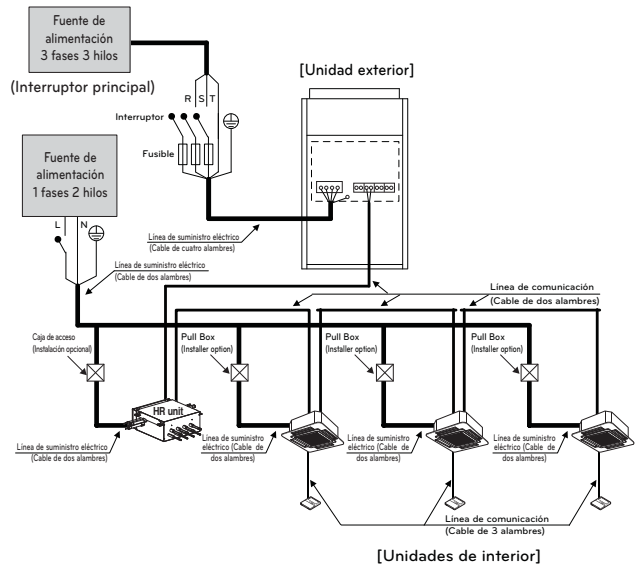 Fuente de
alimentación
3 fases 3 hilos
(Interruptor principal)
[Unidad exterior]
R S T
Interruptor
Fusible
Fuente de
alimentación
1 fases 2 hilos
L N
Línea de suministro eléctrico
(Cable de cuatro alambres)
Línea de suministro eléctrico
(Cable de dos alambres)
Línea de comunicación
(Cable de dos alambres)
Caja de acceso
(Instalación opcional)
Pull Box
(Installer option)
Pull Box
(Installer option)
Pull Box
(Installer option)
HR unit
Línea de suministro eléctrico
(Cable de dos alambres)
Línea de suministro
eléctrico (Cable de
dos alambres)
Línea de suministro
eléctrico (Cable de
dos alambres)
Línea de suministro
eléctrico (Cable de
dos alambres)
Línea de comunicación
(Cable de 3 alambres)
[Unidades de interior]